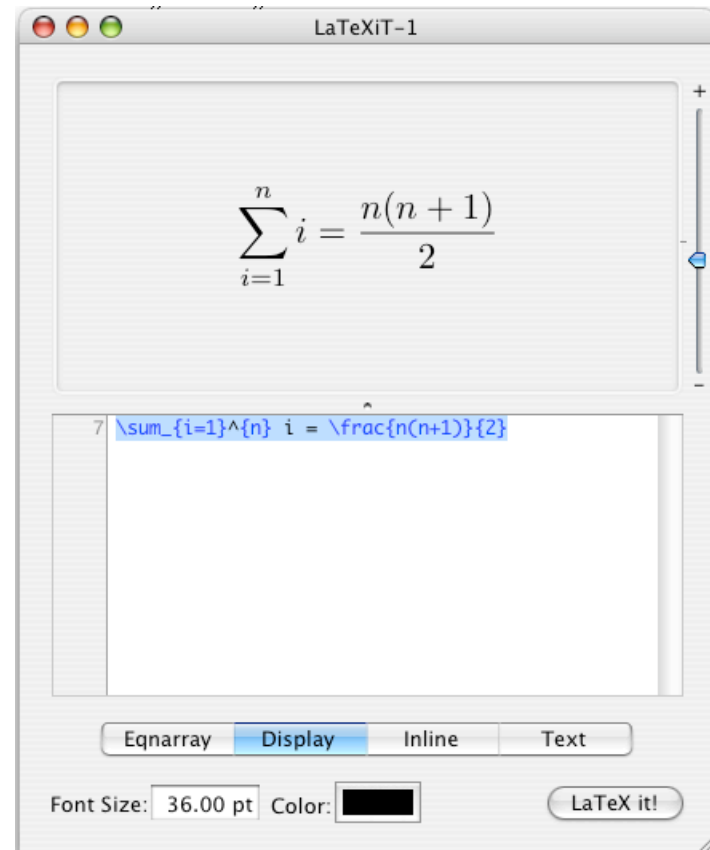 LaTeXiT-1
+
n
∑ i = n(n + 1)
i=1
2
-
7 \sum_{i=1}^{n} i = \frac{n(n+1)}{2}
Eqnarray Display Inline Text
Font Size: 36.00 pt Color: LaTeX it!